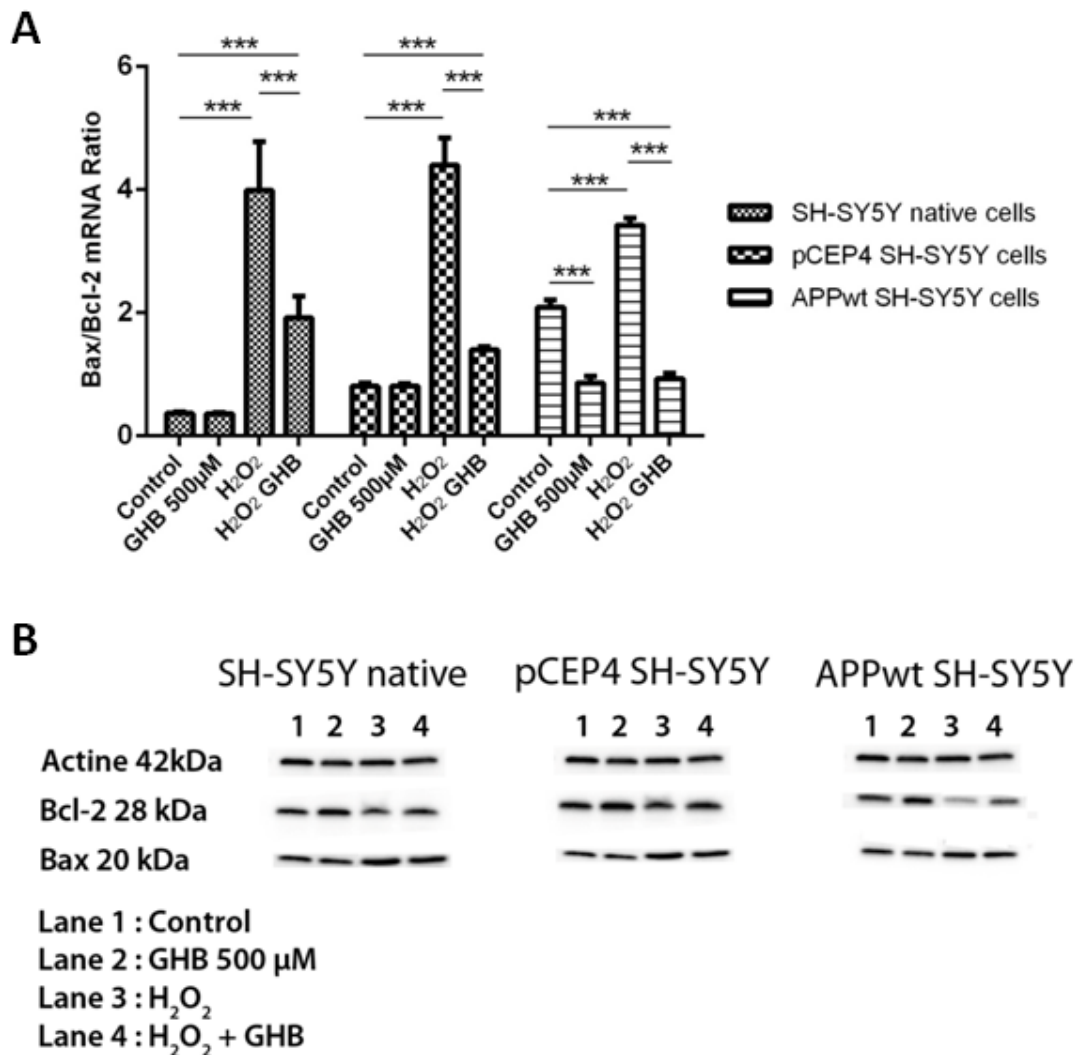 A
*** *** ***
*** *** ***
*** *** *** ***
Bax/Bcl-2 mRNA Ratio
6
4
2
0
Control
GHB 500µM
H₂O₂
H₂O₂ GHB
Control
GHB 500µM
H₂O₂
H₂O₂ GHB
Control
GHB 500µM
H₂O₂
H₂O₂ GHB
SH-SY5Y native cells
pCEP4 SH-SY5Y cells
APPwt SH-SY5Y cells
B
SH-SY5Y native pCEP4 SH-SY5Y APPwt SH-SY5Y
1 2 3 4 1 2 3 4 1 2 3 4
Actine 42kDa
Bcl-2 28 kDa
Bax 20 kDa
Lane 1 : Control
Lane 2 : GHB 500 µM
Lane 3 : H₂O₂
Lane 4 : H₂O₂ + GHB